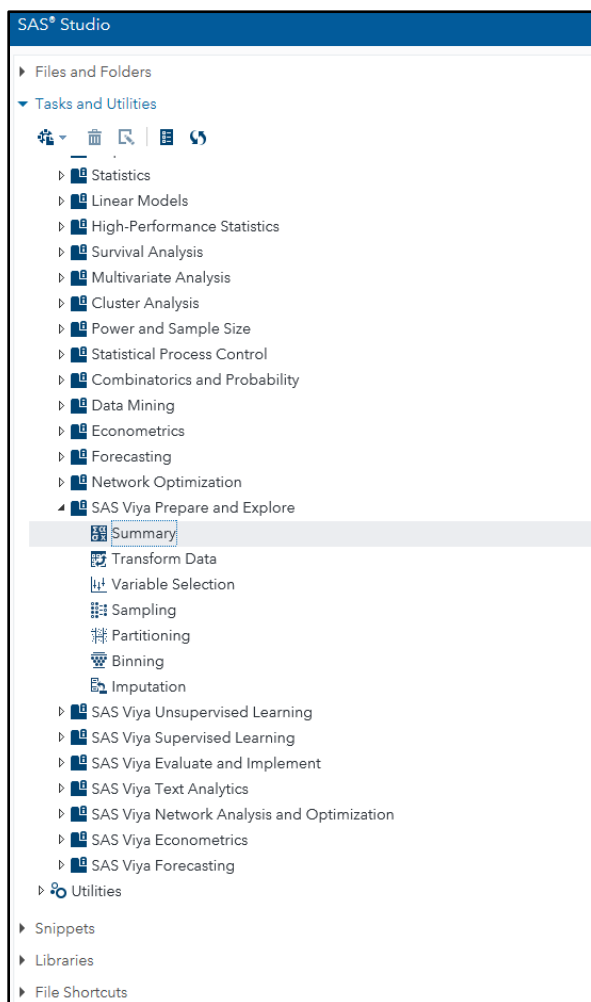 SAS® Studio
Files and Folders
Tasks and Utilities
Statistics
Linear Models
High-Performance Statistics
Survival Analysis
Multivariate Analysis
Cluster Analysis
Power and Sample Size
Statistical Process Control
Combinatorics and Probability
Data Mining
Econometrics
Forecasting
Network Optimization
SAS Viya Prepare and Explore
Summary
Transform Data
Variable Selection
Sampling
Partitioning
Binning
Imputation
SAS Viya Unsupervised Learning
SAS Viya Supervised Learning
SAS Viya Evaluate and Implement
SAS Viya Text Analytics
SAS Viya Network Analysis and Optimization
SAS Viya Econometrics
SAS Viya Forecasting
Utilities
Snippets
Libraries
File Shortcuts